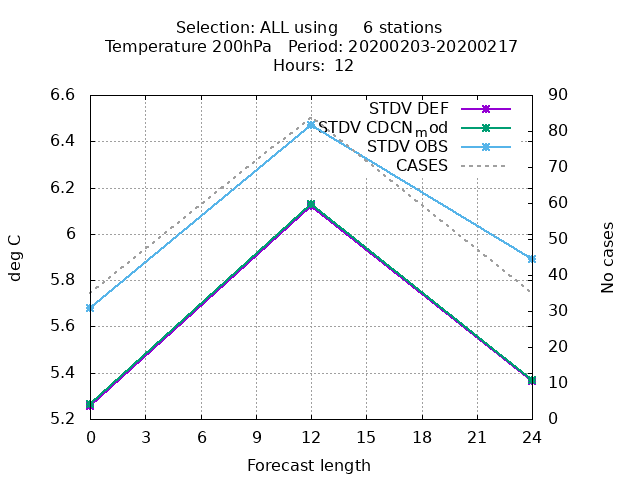 Selection: ALL using     6 stations
Temperature 200hPa   Period: 20200203-20200217
Hours:  12
STDV DEF
STDV CDCNmod
STDV OBS
CASES
6.6
6.4
6.2
6
5.8
5.6
5.4
5.2
deg C
90
80
70
60
50
40
30
20
10
0
No cases
0 3 6 9 12 15 18 21 24
Forecast length